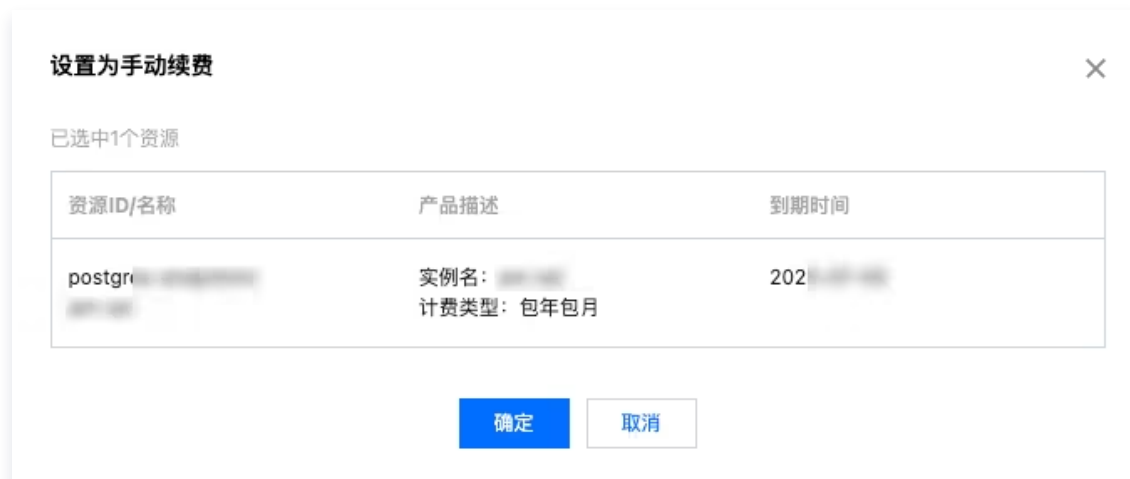 设置为手动续费
已选中1个资源
资源ID/名称 产品描述 到期时间
postgre 实例名： 202
计费类型：包年包月
确定 取消